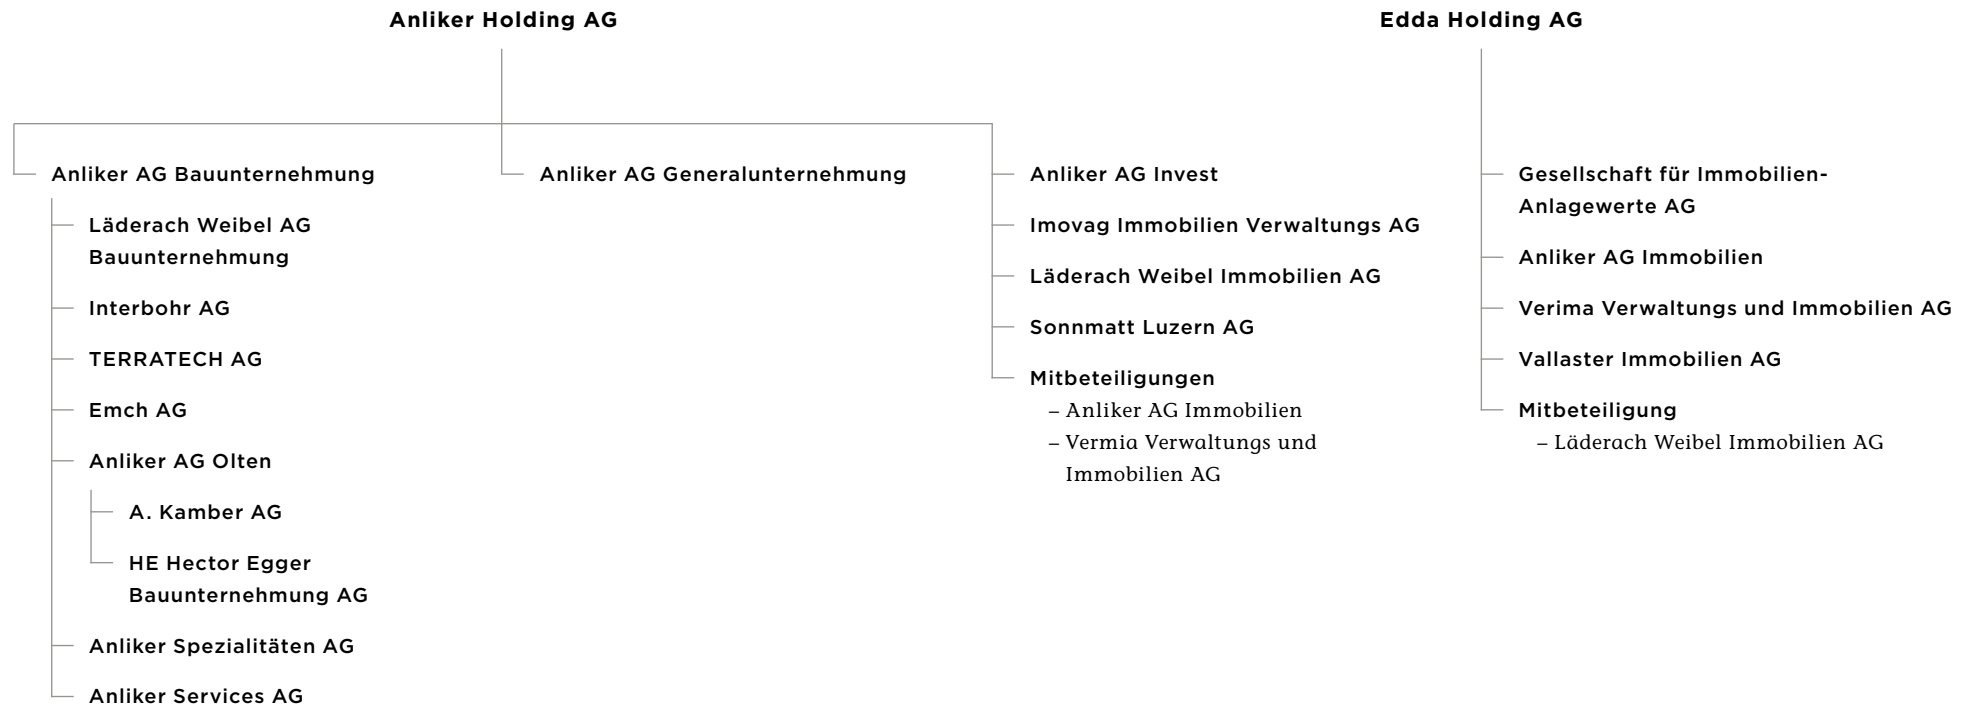 Anliker Holding AG
Edda Holding AG
Anliker AG Bauunternehmung
Läderach Weibel AG
Bauunternehmung
Interbohr AG
TERRATECH AG
Emch AG
Anliker AG Olten
A. Kamber AG
HE Hector Egger
Bauunternehmung AG
Anliker Spezialitäten AG
Anliker Services AG
Anliker AG Generalunternehmung
Anliker AG Invest
Imovag Immobilien Verwaltungs AG
Läderach Weibel Immobilien AG
Sonnmatt Luzern AG
Mitbeteiligungen
– Anliker AG Immobilien
– Vermia Verwaltungs und
Immobilien AG
Gesellschaft für Immobilien-
Anlagewerte AG
Anliker AG Immobilien
Verima Verwaltungs und Immobilien AG
Vallaster Immobilien AG
Mitbeteiligung
– Läderach Weibel Immobilien AG